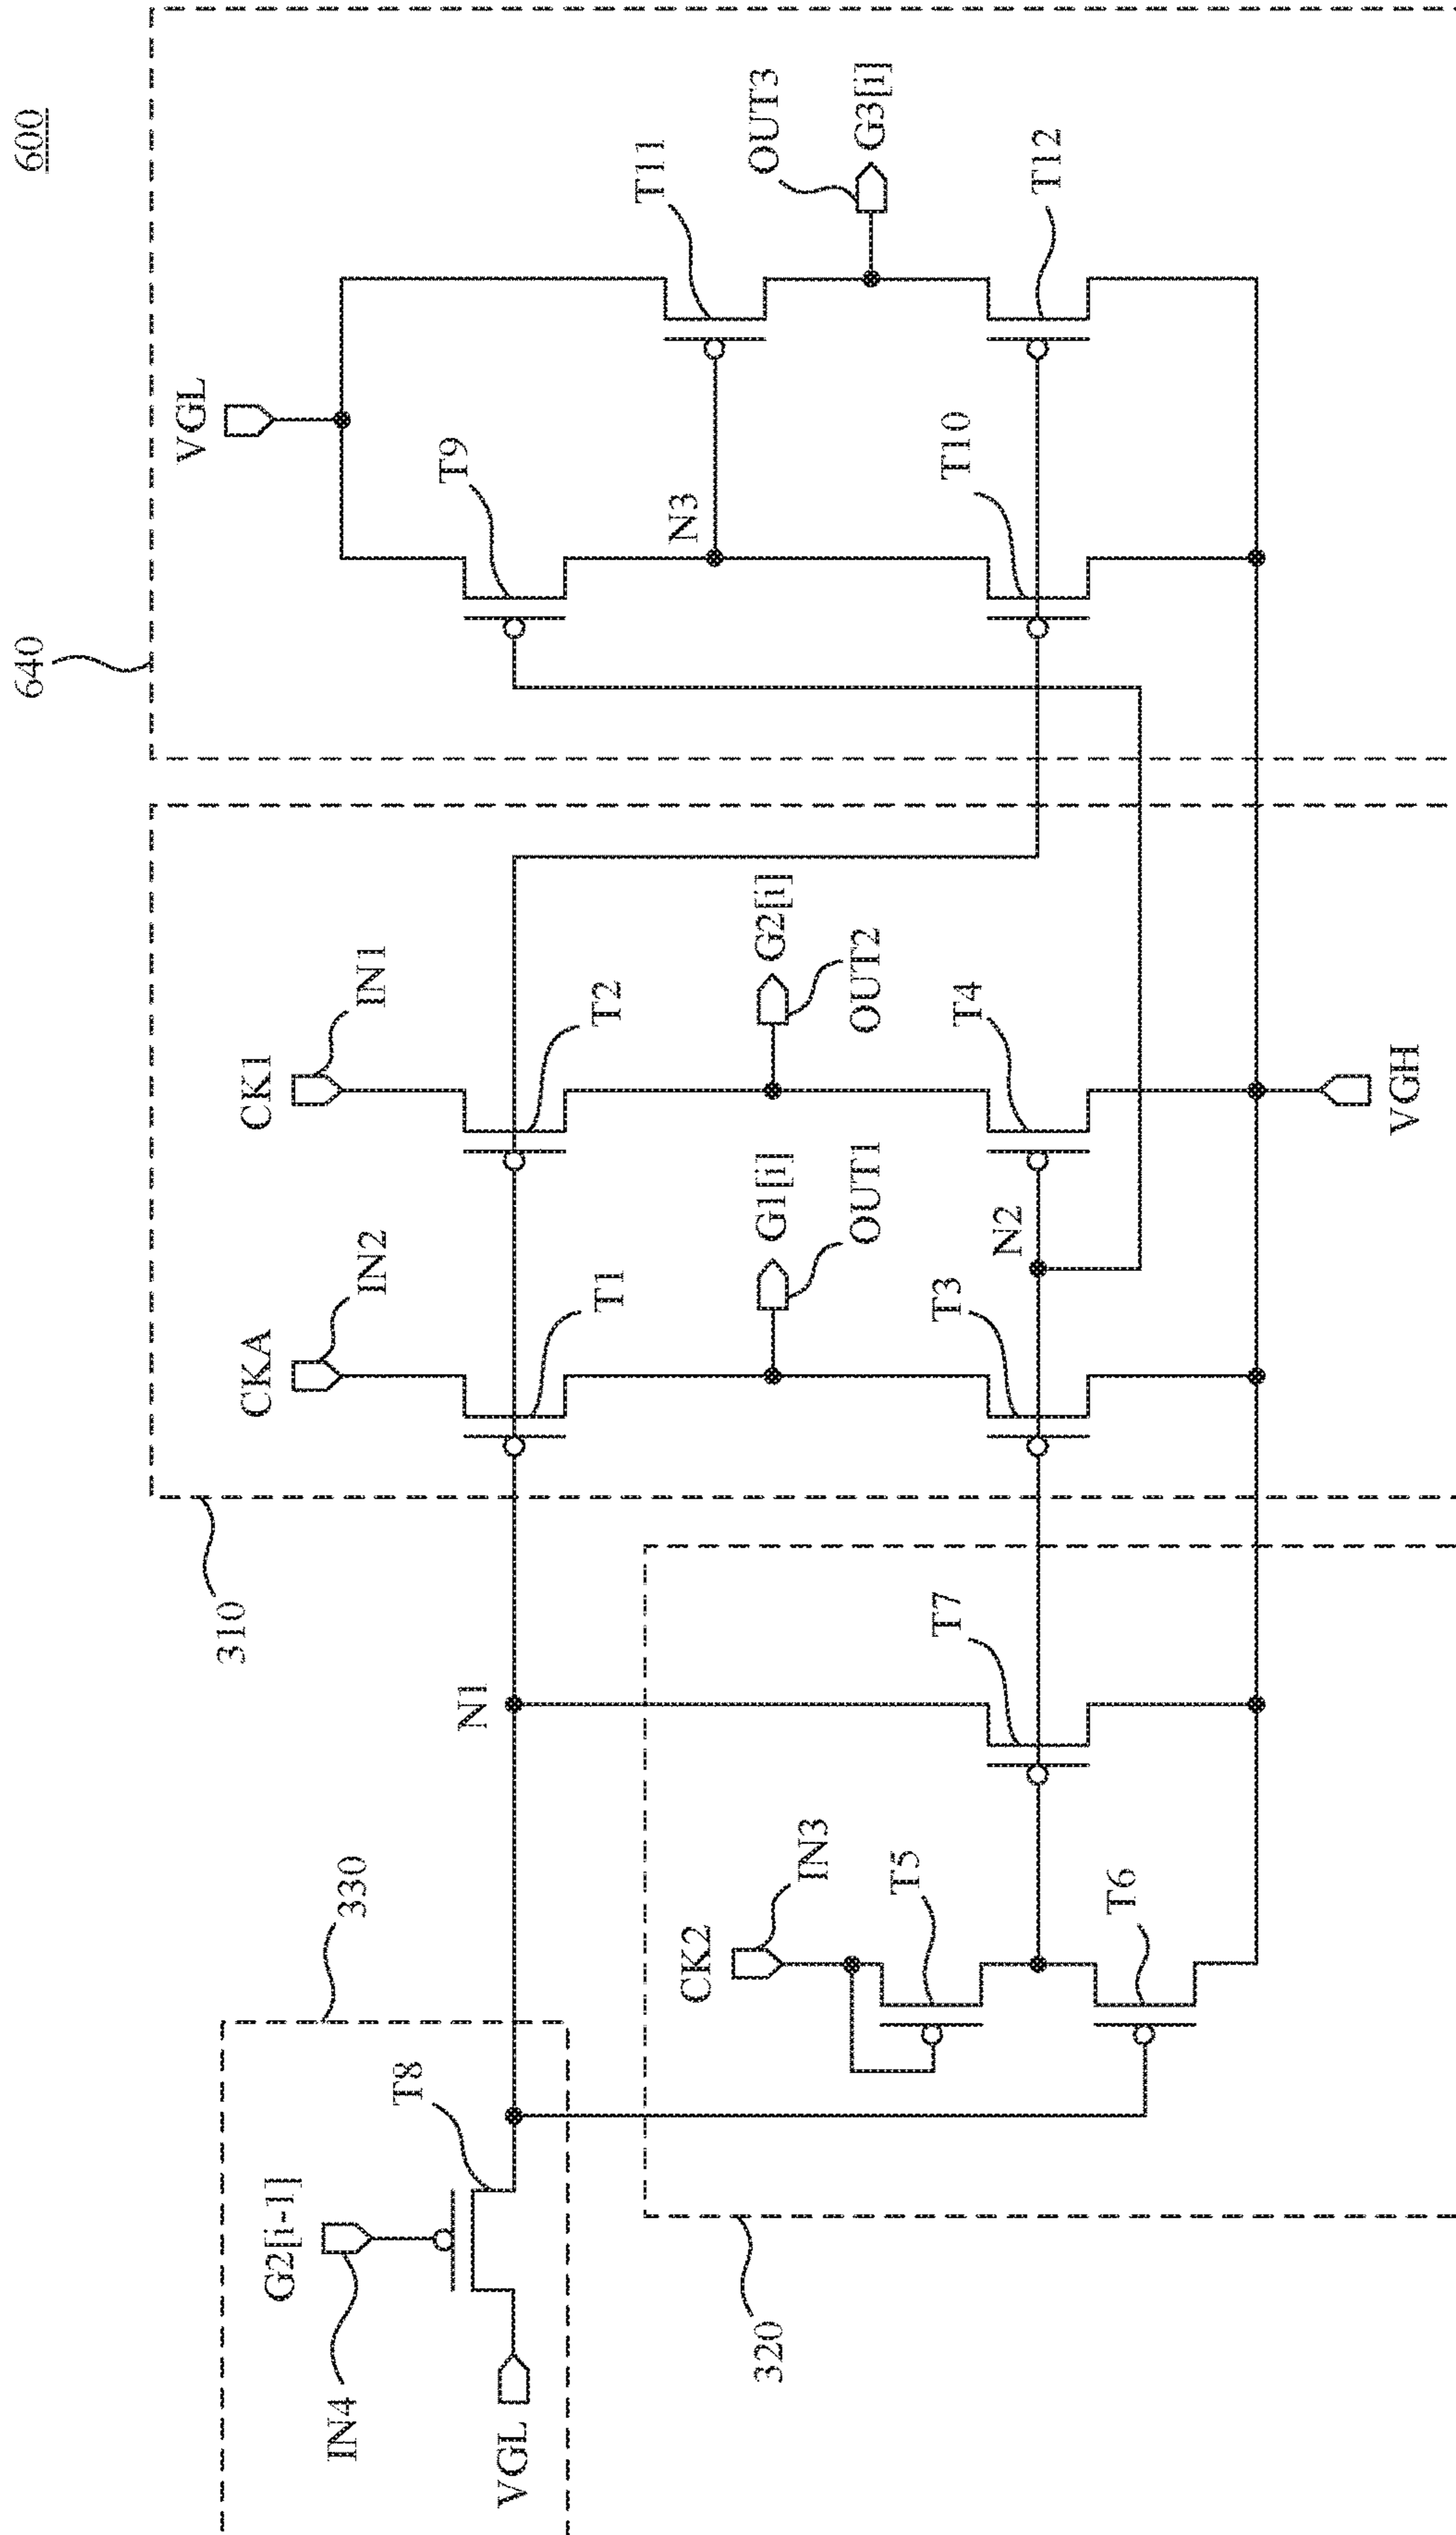 600
640
VGL
T11
OUT3
G3[i]
T9
N3
T10
T12
CKA
IN2
CK1
IN1
T1
T2
G1[i]
OUT1
G2[i]
OUT2
N2
T3
T4
VGH
310
N1
330
G2[i-1]
IN4
T8
VGL
CK2
IN3
T5
T6
T7
320